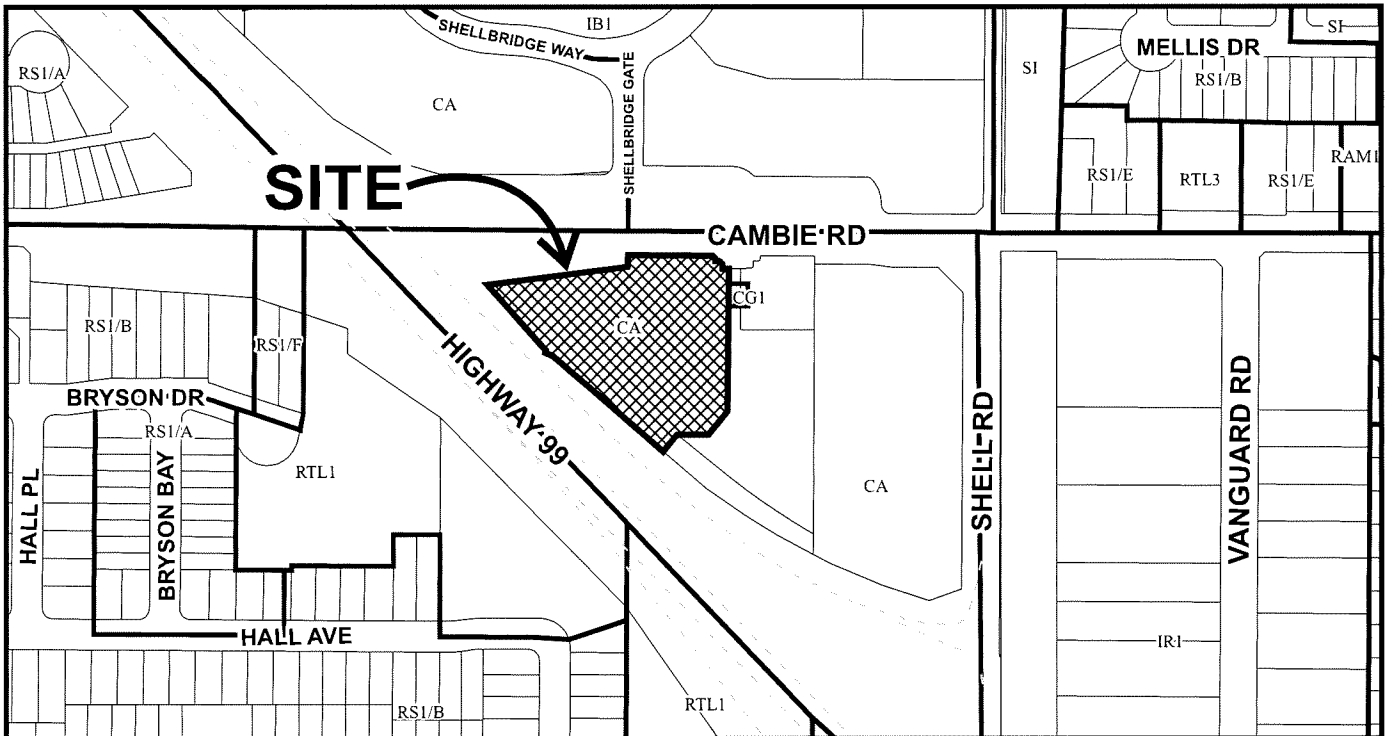 IB1
SI
SHELLBRIDGE WAY
MELLIS DR
RS1/A
SI
RS1/B
CA
SHELLBRIDGE GATE
RAM1
SITE
RS1/E
RTL3
RS1/E
CAMBIE RD
CG1
RS1/B
CA
RS1/F
HIGHWAY 99
BRYSON DR
RS1/A
RTL1
CA
SHELL RD
VANGUARD RD
HALL PL
BRYSON BAY
HALL AVE
IR1
RS1/B
RTL1